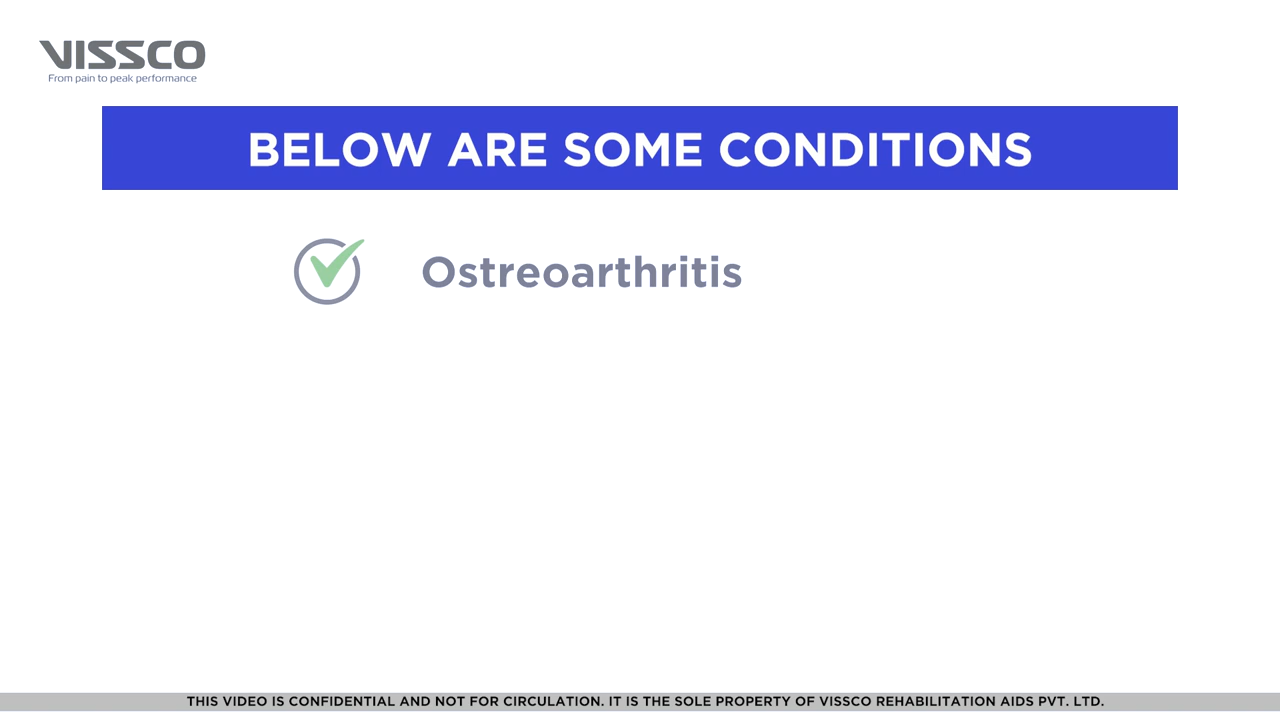 VISSCO
From pain to peak performance
BELOW ARE SOME CONDITIONS
Ostreoarthritis
THIS VIDEO IS CONFIDENTIAL AND NOT FOR CIRCULATION. IT IS THE SOLE PROPERTY OF VISSCO REHABILITATION AIDS PVT. LTD.